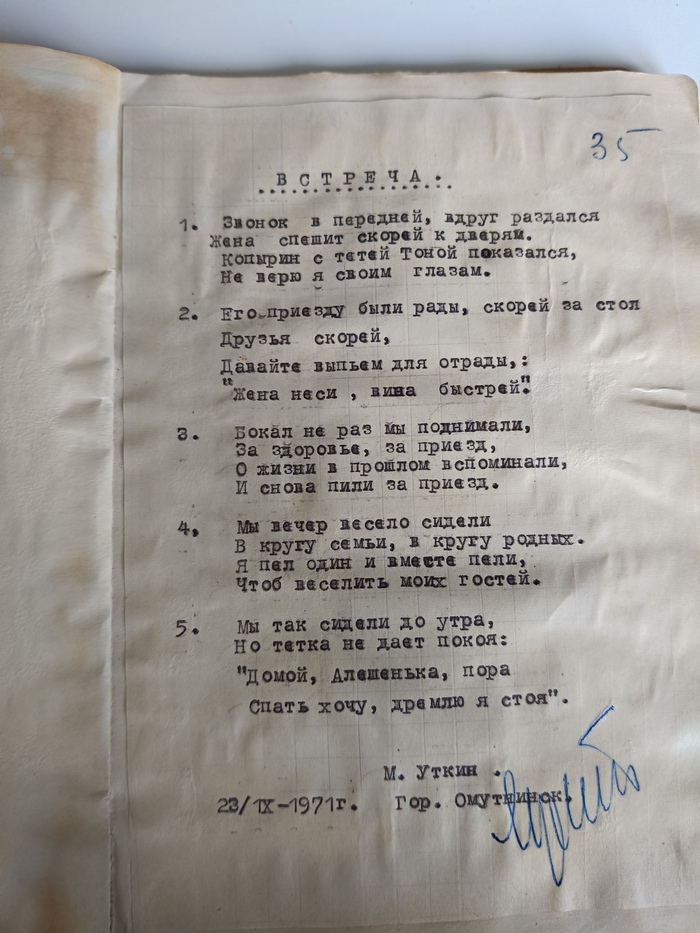 35
ВСТРЕЧА.
1. Звонок в передней, вдруг раздался
Жена спешит скорей к дверям.
Копырин с тетей Тоной показался,
Не верю я своим глазам.
2. Его приезду были рады, скорей за стол
Друзья скорей,
Давайте выпьем для отрады,:
"Жена неси , вина быстрей".
3. Бокал не раз мы поднимали,
За здоровье, за приезд,
О жизни в прошлом вспоминали,
И снова пили за приезд.
4, Мы вечер весело сидели
В кругу семьи, в кругу родных.
Я пел один и вместе пели,
Чтоб веселить моих гостей.
5. Мы так сидели до утра,
Но тетка не дает покоя:
"Домой, Алешенька, пора
Спать хочу, дремлю я стоя".
М. Уткин .
23/IX-1971г. Гор. Омутнинск.